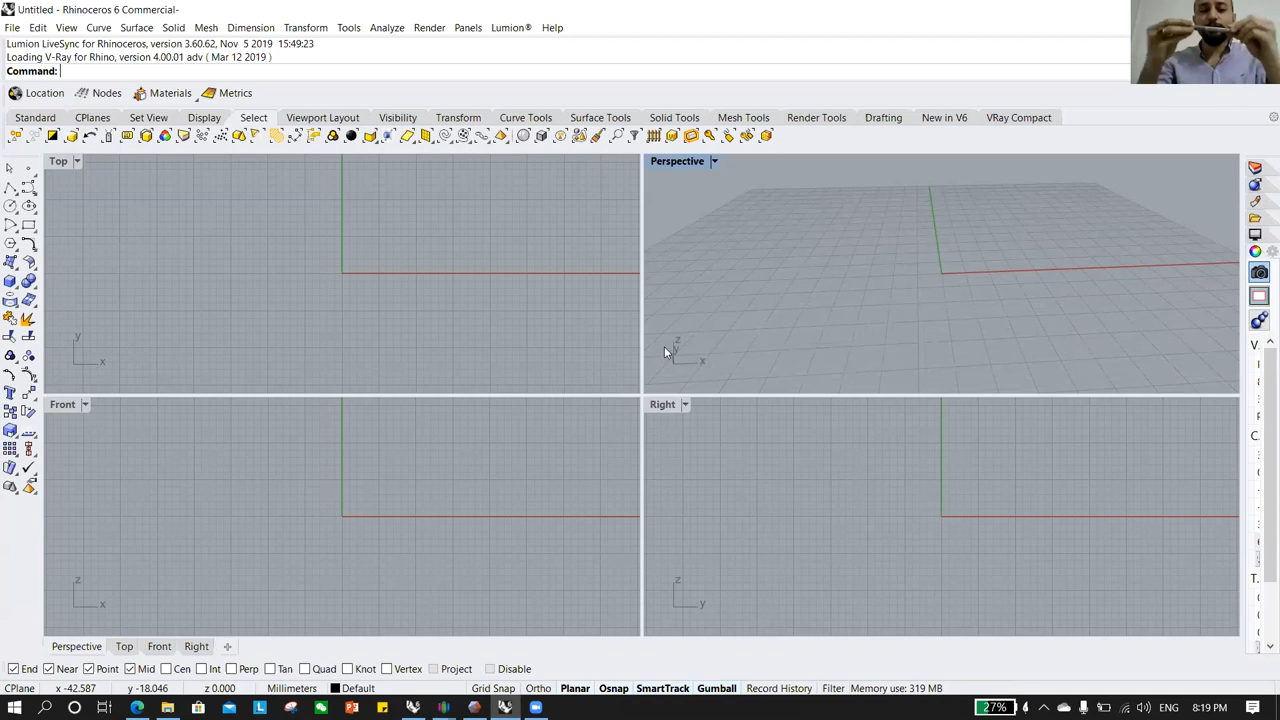 Untitled - Rhinoceros 6 Commercial-
File Edit View Curve Surface Solid Mesh Dimension Transform Tools Analyze Render Panels Lumion® Help
Lumion LiveSync for Rhinoceros, version 3.60.62, Nov 5 2019 15:49:23
Loading V-Ray for Rhino, version 4.00.01 adv ( Mar 12 2019 )
Command:
Location Nodes Materials Metrics
Standard CPlanes Set View Display Select Viewport Layout Visibility Transform Curve Tools Surface Tools Solid Tools Mesh Tools Render Tools Drafting New in V6 VRay Compact
Top Perspective
y z
x y x
Front Right
z z
x y
Perspective Top Front Right
End Near Point Mid Cen Int Perp Tan Quad Knot Vertex Project Disable
CPlane x -42.587 y -18.046 z 0.000 Millimeters Default Grid Snap Ortho Planar Osnap SmartTrack Gumball Record History Filter Memory use: 319 MB
27% ENG 8:19 PM